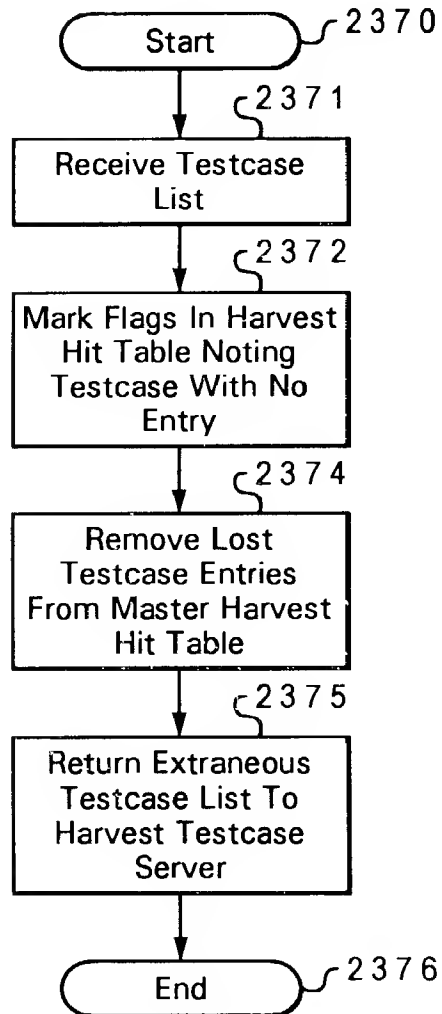 Start
2370
2371
Receive Testcase
List
2372
Mark Flags In Harvest
Hit Table Noting
Testcase With No
Entry
2374
Remove Lost
Testcase Entries
From Master Harvest
Hit Table
2375
Return Extraneous
Testcase List To
Harvest Testcase
Server
End
2376